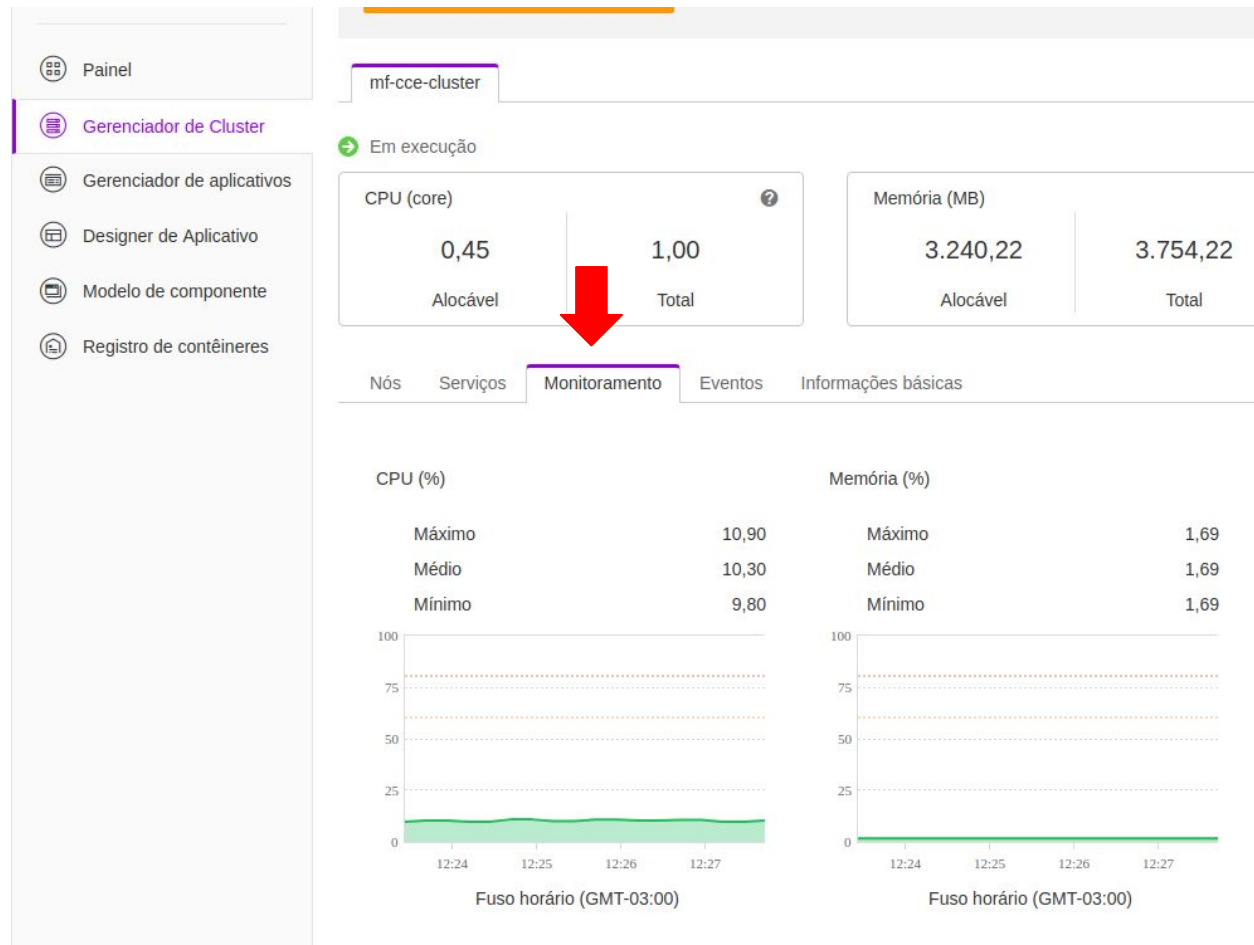 Painel
Gerenciador de Cluster
Gerenciador de aplicativos
Designer de Aplicativo
Modelo de componente
Registro de contêineres
mf-cce-cluster
Em execução
CPU (core)
0,45 1,00
Alocável Total
Memória (MB)
3.240,22 3.754,22
Alocável Total
Nós Serviços Monitoramento Eventos Informações básicas
CPU (%)
Máximo 10,90
Médio 10,30
Mínimo 9,80
100
75
50
25
0
12:24 12:25 12:26 12:27
Fuso horário (GMT-03:00)
Memória (%)
Máximo 1,69
Médio 1,69
Mínimo 1,69
100
75
50
25
0
12:24 12:25 12:26 12:27
Fuso horário (GMT-03:00)